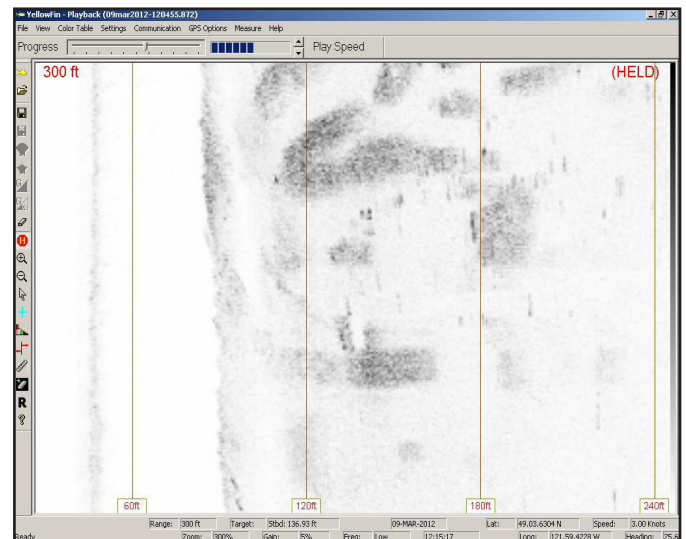 YellowFin - Playback (09mar2012-120455.872)
File View Color Table Settings Communication GPS Options Measure Help
Progress Play Speed
300 ft (HELD)
G
G
H
R
?
60ft 120ft 180ft 240ft
Range: 300 ft Target: Stbd: 136.93 ft 09-MAR-2012 Lat: 49.03.6304 N Speed: 3.00 Knots
Ready Zoom: 300% Gain: 5% Freq: Low 12:15:17 Long: 121.59.4228 W Heading: 25.6